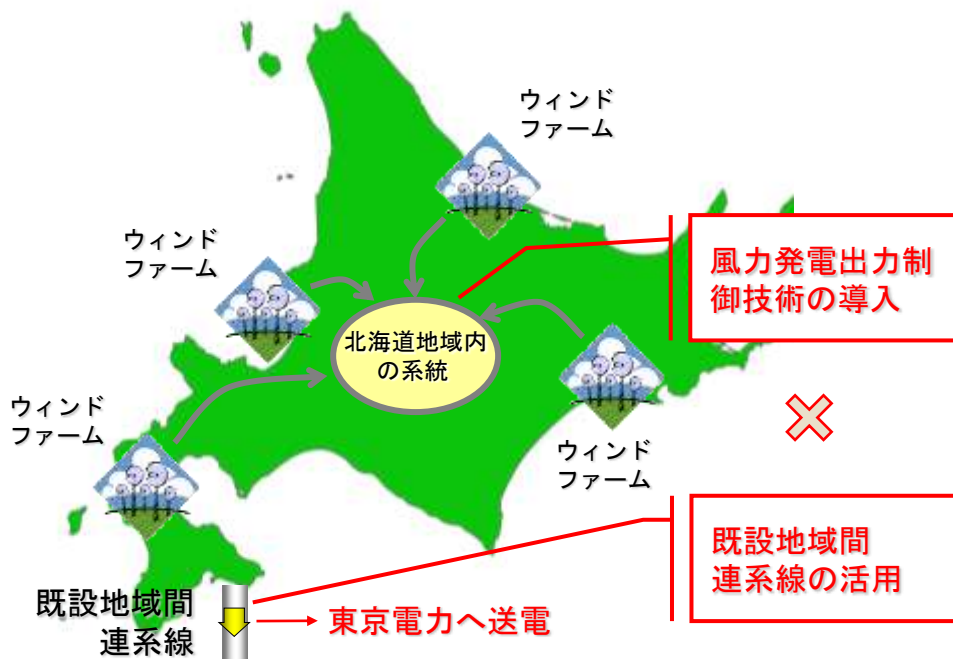 ウィンド
ファーム
ウィンド
ファーム
風力発電出力制
御技術の導入
北海道地域内
の系統
ウィンド
ファーム
ウィンド
ファーム
既設地域間
連系線の活用
既設地域間
連系線
東京電力へ送電